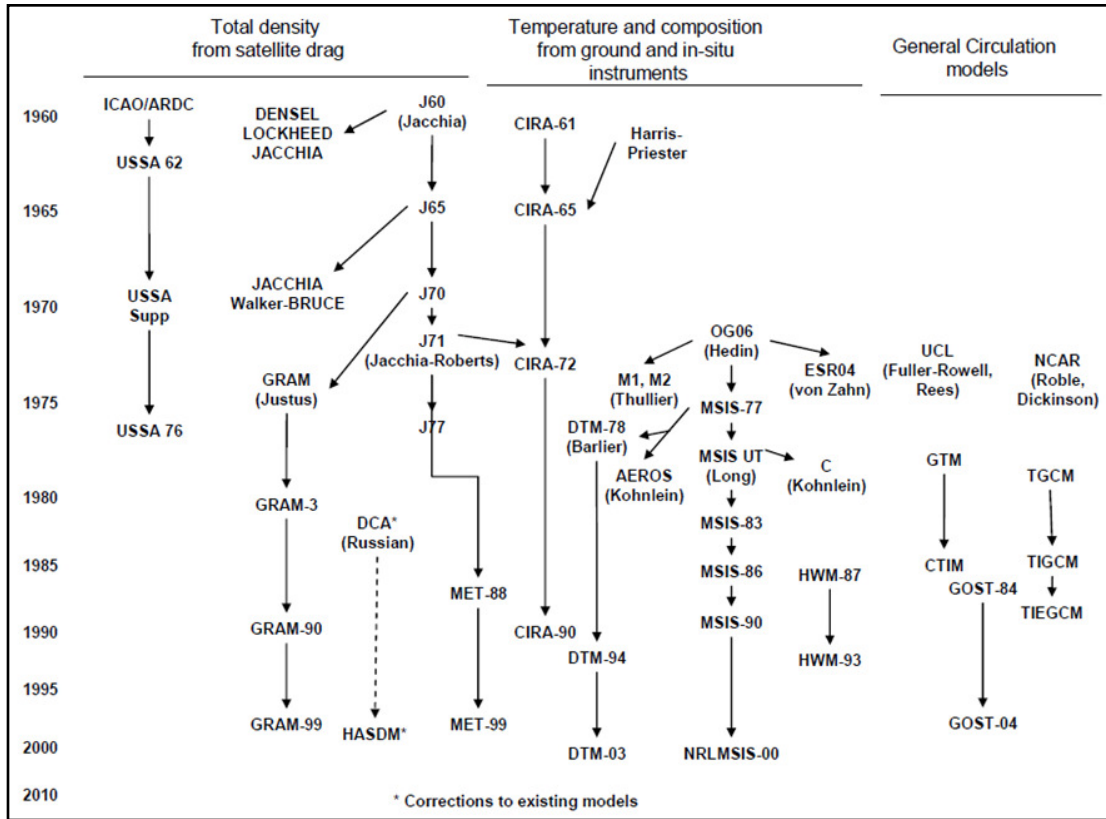 Total density
from satellite drag
Temperature and composition
from ground and in-situ
instruments
General Circulation
models
1960
1965
1970
1975
1980
1985
1990
1995
2000
2010
ICAO/ARDC
USSA 62
USSA
Supp
USSA 76
DENSEL
LOCKHEED
JACCHIA
JACCHIA
Walker-BRUCE
GRAM
(Justus)
GRAM-3
GRAM-90
GRAM-99
DCA*
(Russian)
HASDM*
J60
(Jacchia)
J65
J70
J71
(Jacchia-Roberts)
J77
MET-88
MET-99
CIRA-61
CIRA-65
CIRA-72
CIRA-90
Harris-
Priester
OG06
(Hedin)
M1, M2
(Thullier)
ESR04
(von Zahn)
MSIS-77
DTM-78
(Barlier)
AEROS
(Kohnlein)
MSIS UT
(Long)
C
(Kohnlein)
MSIS-83
MSIS-86
MSIS-90
NRLMSIS-00
DTM-94
DTM-03
HWM-87
HWM-93
UCL
(Fuller-Rowell,
Rees)
NCAR
(Roble,
Dickinson)
GTM
CTIM
TGCM
TIGCM
TIEGCM
GOST-84
GOST-04
* Corrections to existing models